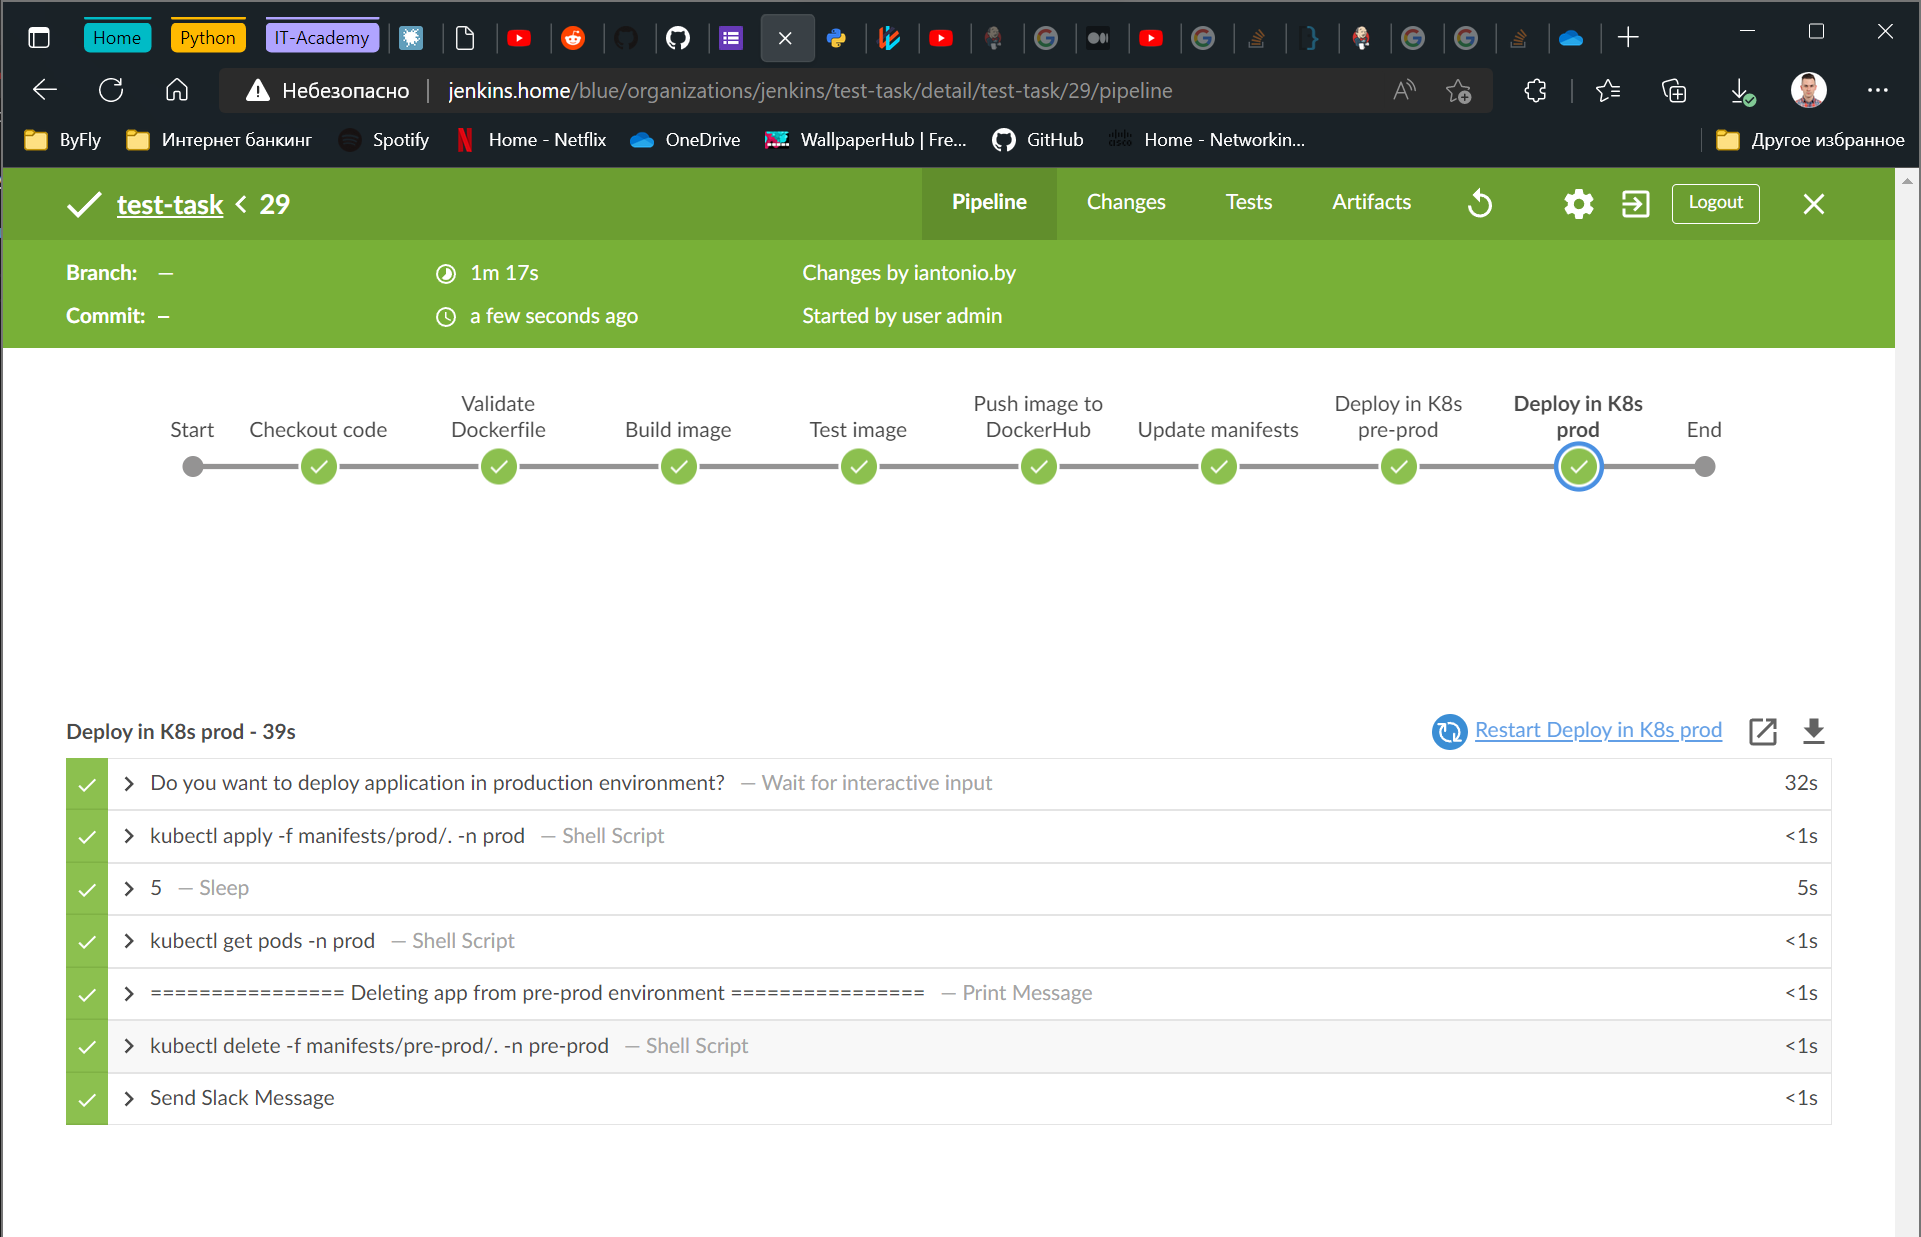 Home Python IT-Academy
Небезопасно jenkins.home/blue/organizations/jenkins/test-task/detail/test-task/29/pipeline
ByFly Интернет банкинг Spotify Home - Netflix OneDrive WallpaperHub | Fre... GitHub Home - Networkin... Другое избранное
test-task < 29 Pipeline Changes Tests Artifacts Logout
Branch: — 1m 17s Changes by iantonio.by
Commit: – a few seconds ago Started by user admin
Start
Checkout code
Validate
Dockerfile
Build image
Test image
Push image to
DockerHub
Update manifests
Deploy in K8s
pre-prod
Deploy in K8s
prod
End
Deploy in K8s prod - 39s Restart Deploy in K8s prod
Do you want to deploy application in production environment? — Wait for interactive input 32s
kubectl apply -f manifests/prod/. -n prod — Shell Script <1s
5 — Sleep 5s
kubectl get pods -n prod — Shell Script <1s
================ Deleting app from pre-prod environment ================ — Print Message <1s
kubectl delete -f manifests/pre-prod/. -n pre-prod — Shell Script <1s
Send Slack Message <1s